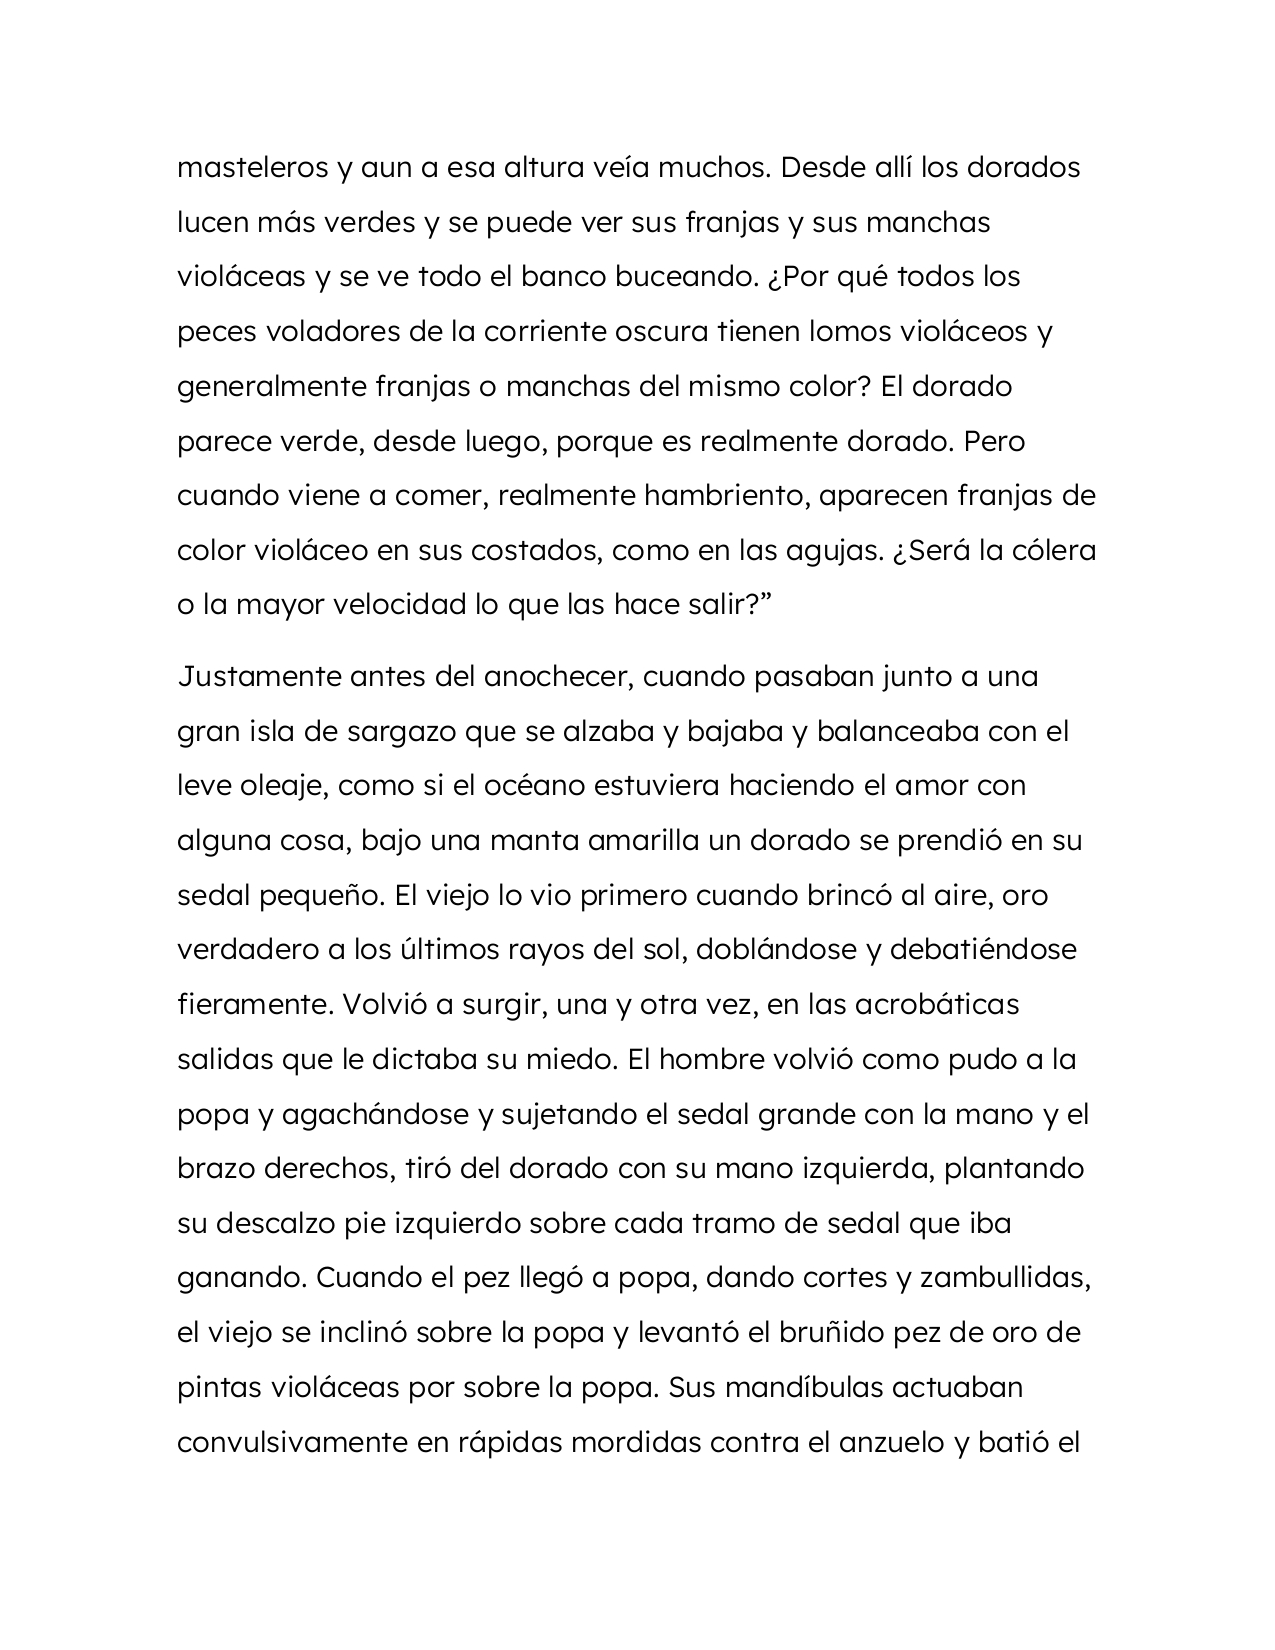 masteleros y aun a esa altura veía muchos. Desde allí los dorados
lucen más verdes y se puede ver sus franjas y sus manchas
violáceas y se ve todo el banco buceando. ¿Por qué todos los
peces voladores de la corriente oscura tienen lomos violáceos y
generalmente franjas o manchas del mismo color? El dorado
parece verde, desde luego, porque es realmente dorado. Pero
cuando viene a comer, realmente hambriento, aparecen franjas de
color violáceo en sus costados, como en las agujas. ¿Será la cólera
o la mayor velocidad lo que las hace salir?”
Justamente antes del anochecer, cuando pasaban junto a una
gran isla de sargazo que se alzaba y bajaba y balanceaba con el
leve oleaje, como si el océano estuviera haciendo el amor con
alguna cosa, bajo una manta amarilla un dorado se prendió en su
sedal pequeño. El viejo lo vio primero cuando brincó al aire, oro
verdadero a los últimos rayos del sol, doblándose y debatiéndose
fieramente. Volvió a surgir, una y otra vez, en las acrobáticas
salidas que le dictaba su miedo. El hombre volvió como pudo a la
popa y agachándose y sujetando el sedal grande con la mano y el
brazo derechos, tiró del dorado con su mano izquierda, plantando
su descalzo pie izquierdo sobre cada tramo de sedal que iba
ganando. Cuando el pez llegó a popa, dando cortes y zambullidas,
el viejo se inclinó sobre la popa y levantó el bruñido pez de oro de
pintas violáceas por sobre la popa. Sus mandíbulas actuaban
convulsivamente en rápidas mordidas contra el anzuelo y batió el